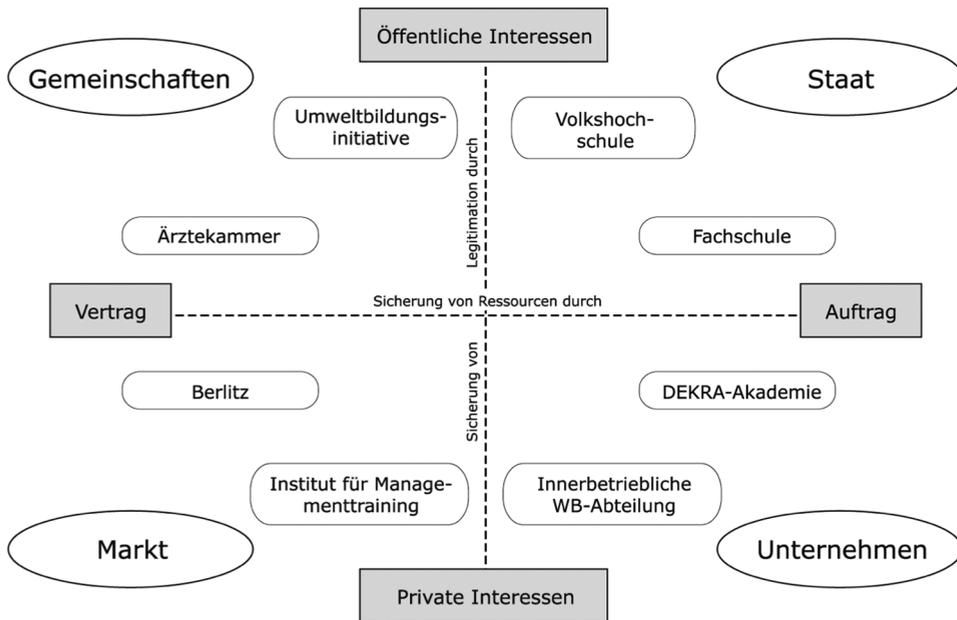 Öffentliche Interessen
Gemeinschaften
Staat
Umweltbildungs-
initiative
Volkshoch-
schule
Legitimation durch
Ärztekammer
Fachschule
Vertrag
Sicherung von Ressourcen durch
Auftrag
Sicherung von
Berlitz
DEKRA-Akademie
Institut für Manage-
menttraining
Innerbetriebliche
WB-Abteilung
Markt
Unternehmen
Private Interessen